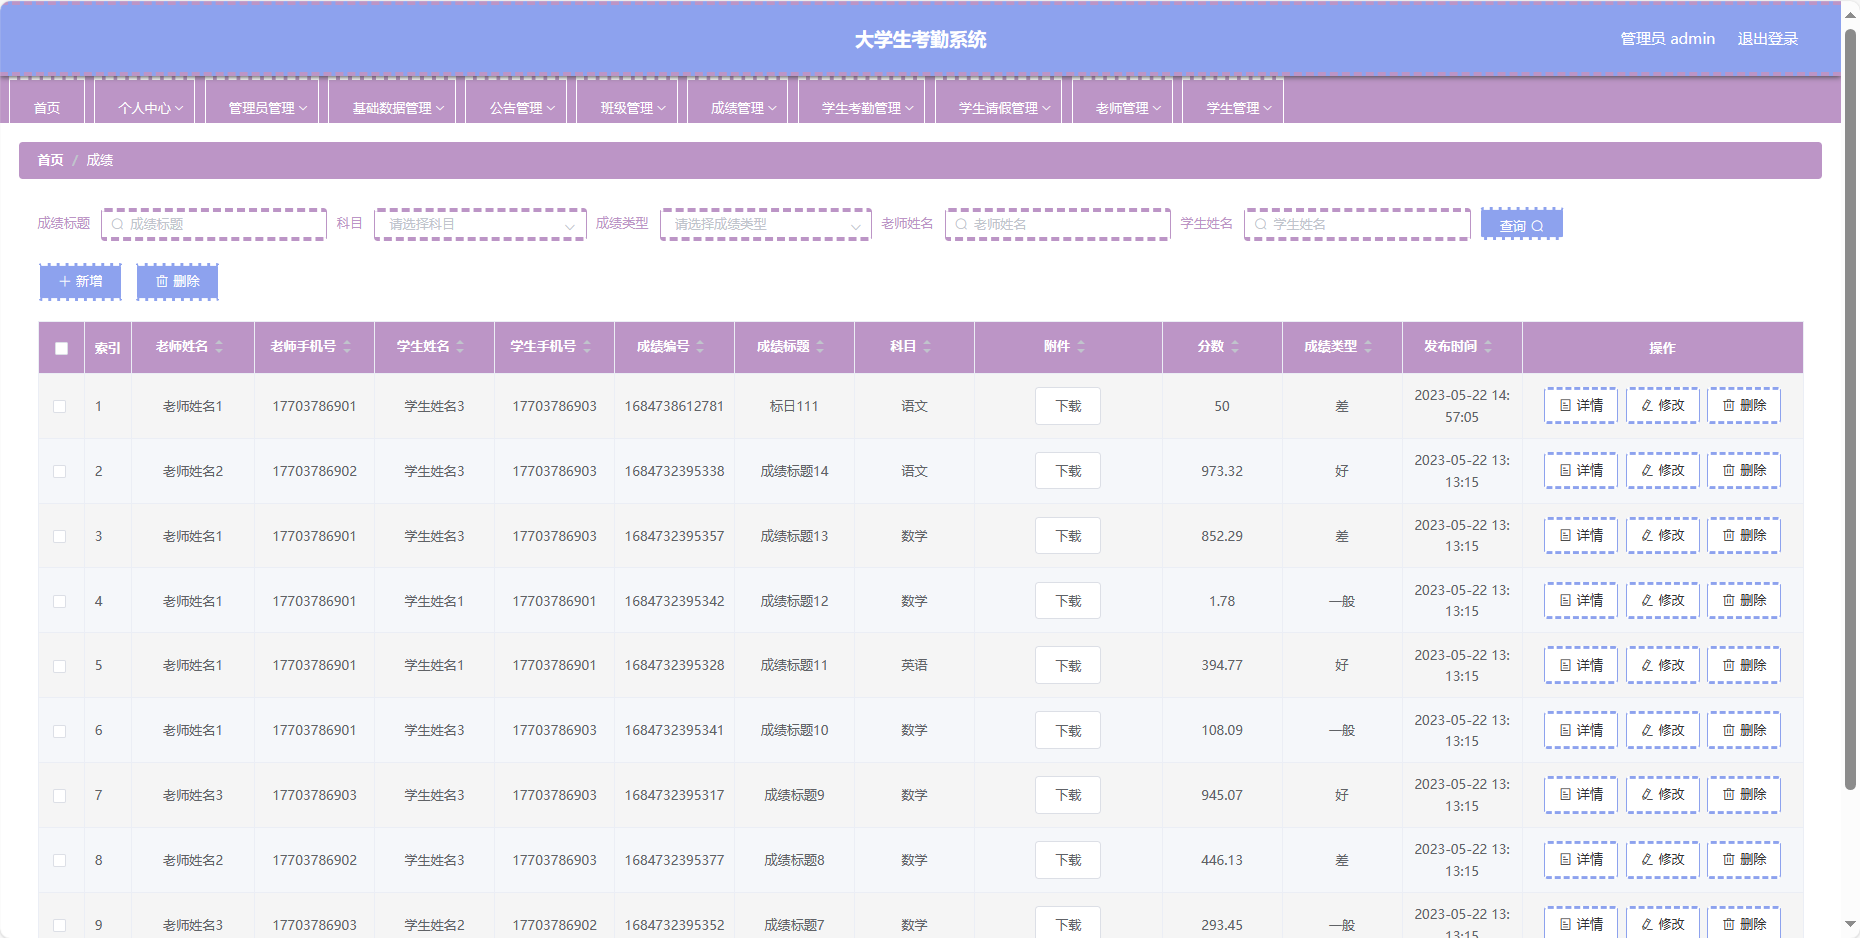 大学生考勤系统
管理员 admin 退出登录
首页 个人中心 管理员管理 基础数据管理 公告管理 班级管理 成绩管理 学生考勤管理 学生请假管理 老师管理 学生管理
首页 / 成绩
成绩标题 成绩标题 科目 请选择科目 成绩类型 请选择成绩类型 老师姓名 老师姓名 学生姓名 学生姓名 查询
+ 新增 删除
索引 老师姓名 老师手机号 学生姓名 学生手机号 成绩编号 成绩标题 科目 附件 分数 成绩类型 发布时间 操作
1 老师姓名1 17703786901 学生姓名3 17703786903 1684738612781 标日111 语文 下载 50 差 2023-05-22 14:
57:05 详情 修改 删除
2 老师姓名2 17703786902 学生姓名3 17703786903 1684732395338 成绩标题14 语文 下载 973.32 好 2023-05-22 13:
13:15 详情 修改 删除
3 老师姓名1 17703786901 学生姓名3 17703786903 1684732395357 成绩标题13 数学 下载 852.29 差 2023-05-22 13:
13:15 详情 修改 删除
4 老师姓名1 17703786901 学生姓名1 17703786901 1684732395342 成绩标题12 数学 下载 1.78 一般 2023-05-22 13:
13:15 详情 修改 删除
5 老师姓名1 17703786901 学生姓名1 17703786901 1684732395328 成绩标题11 英语 下载 394.77 好 2023-05-22 13:
13:15 详情 修改 删除
6 老师姓名1 17703786901 学生姓名3 17703786903 1684732395341 成绩标题10 数学 下载 108.09 一般 2023-05-22 13:
13:15 详情 修改 删除
7 老师姓名3 17703786903 学生姓名3 17703786903 1684732395317 成绩标题9 数学 下载 945.07 好 2023-05-22 13:
13:15 详情 修改 删除
8 老师姓名2 17703786902 学生姓名3 17703786903 1684732395377 成绩标题8 数学 下载 446.13 差 2023-05-22 13:
13:15 详情 修改 删除
9 老师姓名3 17703786903 学生姓名2 17703786902 1684732395352 成绩标题7 数学 下载 293.45 一般 2023-05-22 13:
13:15 详情 修改 删除